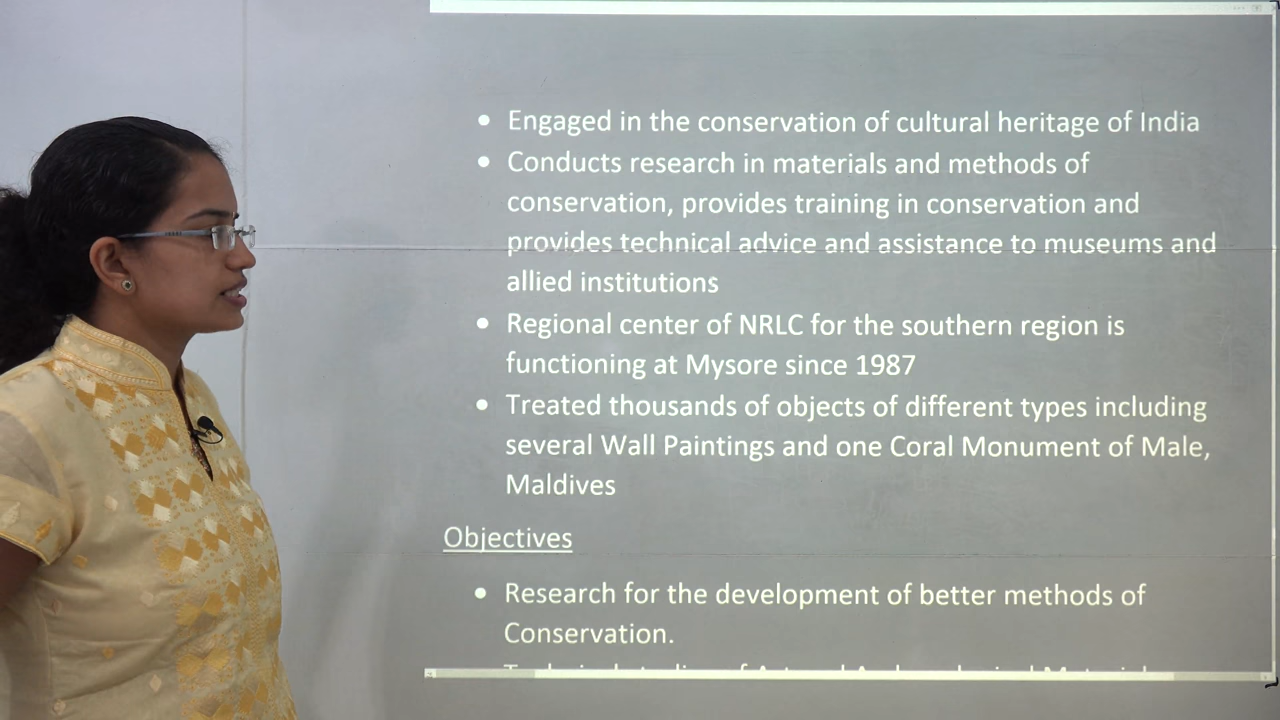 • Engaged in the conservation of cultural heritage of India
• Conducts research in materials and methods of
conservation, provides training in conservation and
provides technical advice and assistance to museums and
allied institutions
• Regional center of NRLC for the southern region is
functioning at Mysore since 1987
• Treated thousands of objects of different types including
several Wall Paintings and one Coral Monument of Male,
Maldives
Objectives
• Research for the development of better methods of
Conservation.